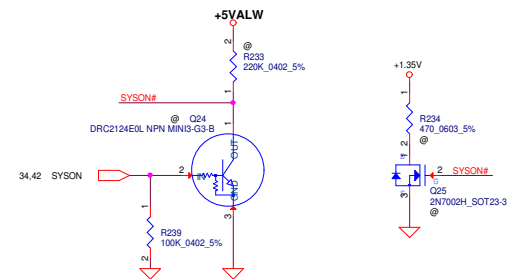 +5VALW
2
@
R233
220K_0402_5%
1
SYSON#
@ Q24
DRC2124E0L NPN MINI3-G3-B
1
OUT
34,42 SYSON
2
IN
GND
3
1
R239
100K_0402_5%
2
+1.35V
1
R234
470_0603_5%
2
@
D
2
SYSON#
G
3
S
Q25
2N7002H_SOT23-3
@